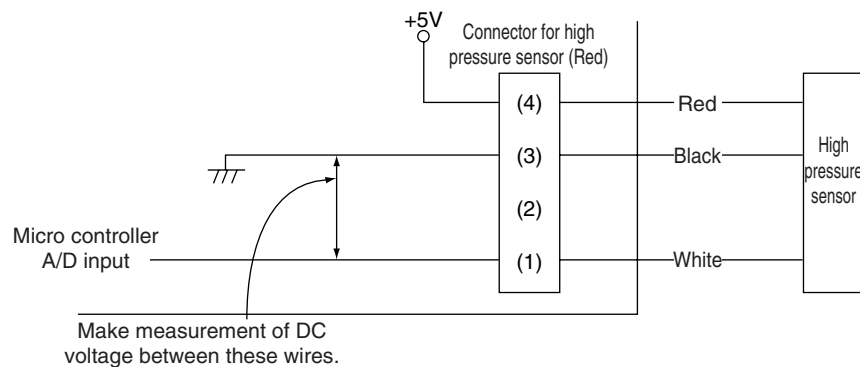 +5V
Connector for high
pressure sensor (Red)
(4)
Red
(3)
Black
High
pressure
sensor
(2)
Micro controller
A/D input
(1)
White
Make measurement of DC
voltage between these wires.